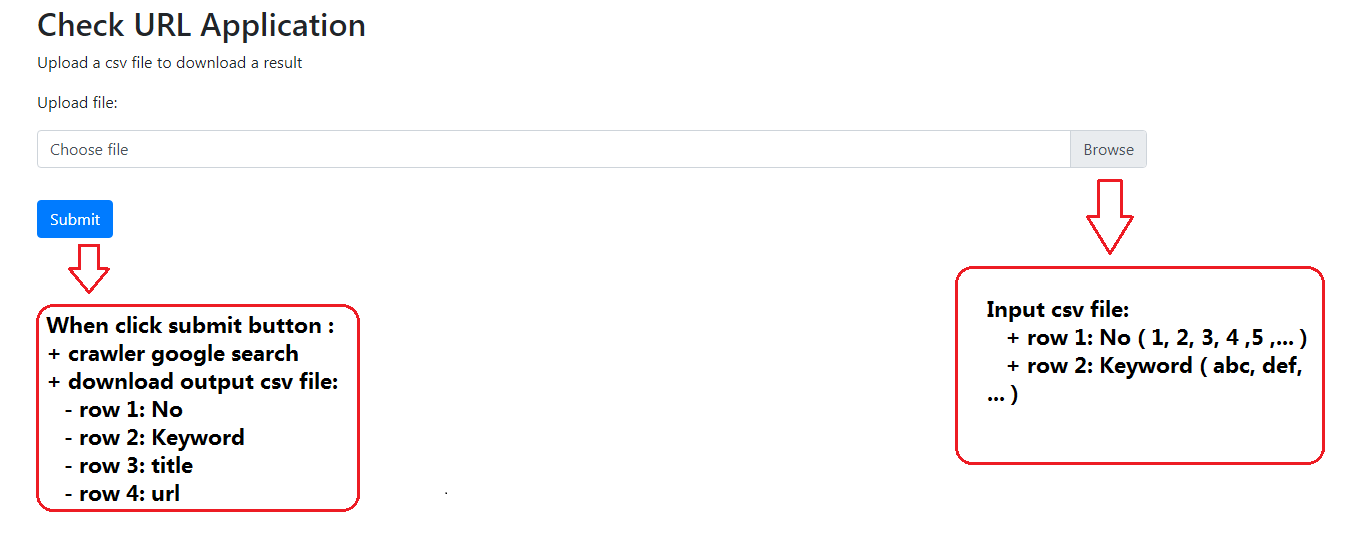 Check URL Application
Upload a csv file to download a result
Upload file:
Choose file
Browse
Submit
When click submit button :
+ crawler google search
+ download output csv file:
- row 1: No
- row 2: Keyword
- row 3: title
- row 4: url
Input csv file:
+ row 1: No ( 1, 2, 3, 4 ,5 ,... )
+ row 2: Keyword ( abc, def,
... )